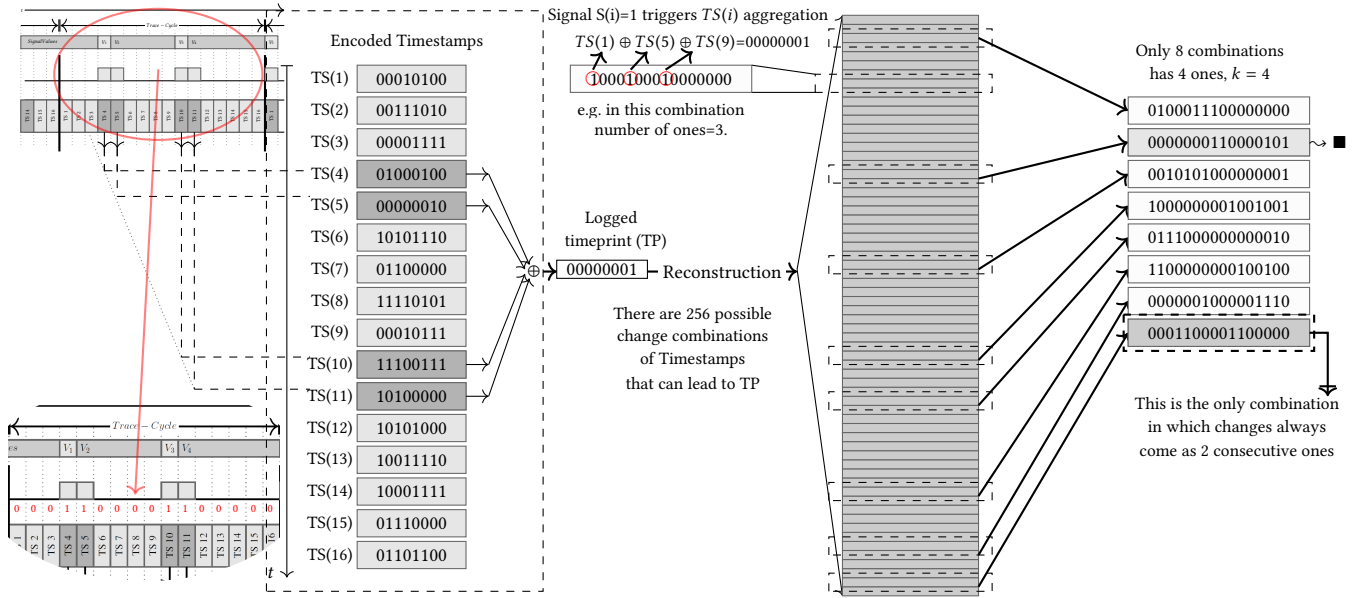 t
Trace−Cycle
SignalValues
V₁
V₂
V₃
V₄
Encoded Timestamps
TS(1) 00010100
TS(2) 00111010
TS(3) 00001111
TS(4) 01000100
TS(5) 00000010
TS(6) 10101110
TS(7) 01100000
TS(8) 11110101
TS(9) 00010111
TS(10) 11100111
TS(11) 10100000
TS(12) 10101000
TS(13) 10011110
TS(14) 10001111
TS(15) 01110000
TS(16) 01101100
t
Trace − Cycle
es V₁ V₂ V₃ V₄
0 0 0 1 1 0 0 0 0 1 1 0 0 0 0 0
1 TS 2 TS 3 TS 4 TS 5 TS 6 TS 7 TS 8 TS 9 TS 10 TS 11 TS 12 TS 13 TS 14 TS 15 16
⊕
Signal S(i)=1 triggers TS(i) aggregation
TS(1) ⊕ TS(5) ⊕ TS(9)=00000001
1000100010000000
e.g. in this combination
number of ones=3.
Logged
timeprint (TP)
00000001
Reconstruction
There are 256 possible
change combinations
of Timestamps
that can lead to TP
Only 8 combinations
has 4 ones, k = 4
0100011100000000
0000000110000101 ⤳ ■
0010101000000001
1000000001001001
0111000000000010
1100000000100100
0000001000001110
0001100001100000
This is the only combination
in which changes always
come as 2 consecutive ones